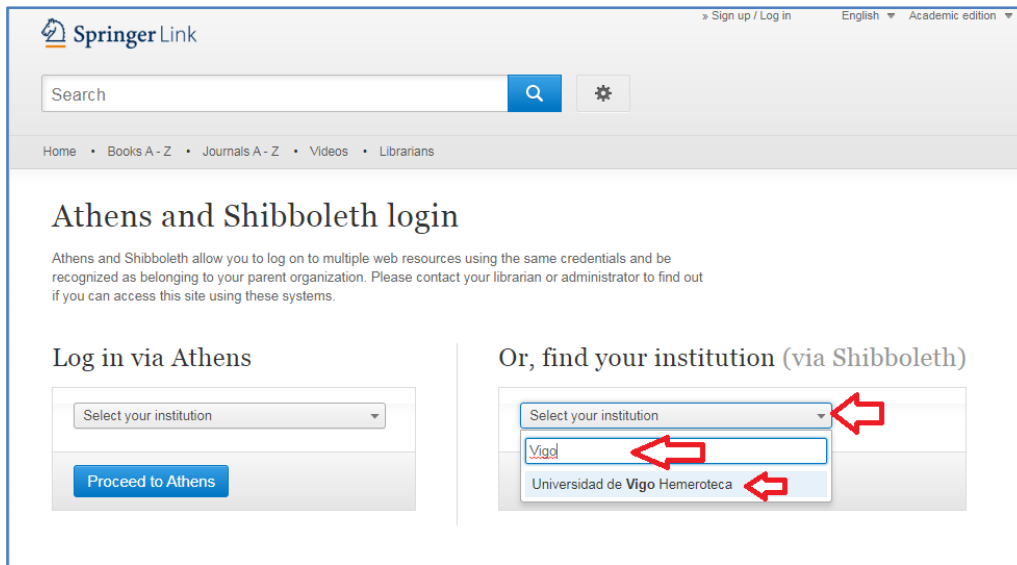 » Sign up / Log in English Academic edition
Springer Link
Search
Home • Books A - Z • Journals A - Z • Videos • Librarians
Athens and Shibboleth login
Athens and Shibboleth allow you to log on to multiple web resources using the same credentials and be
recognized as belonging to your parent organization. Please contact your librarian or administrator to find out
if you can access this site using these systems.
Log in via Athens
Select your institution
Proceed to Athens
Or, find your institution (via Shibboleth)
Select your institution
Vigo
Universidad de Vigo Hemeroteca